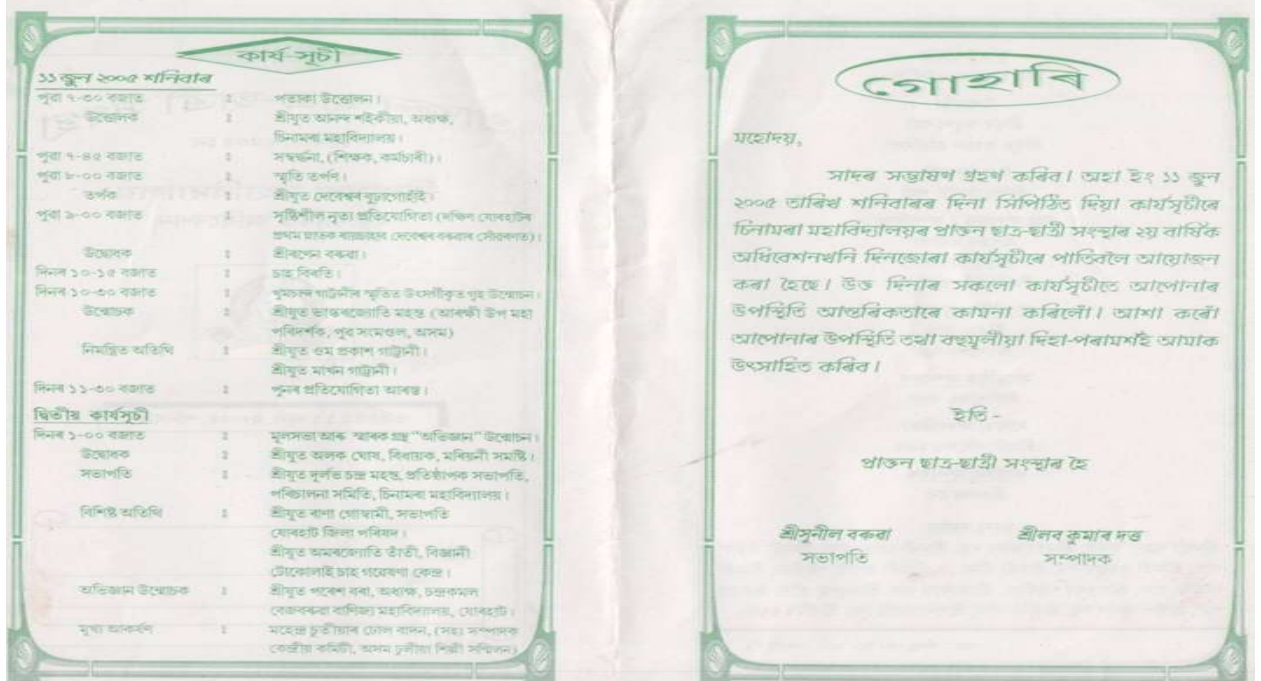 কাৰ্য-সূচী
১১ জুন ২০০৫ শনিবাৰ
পুৱা ৭-৩০ বজাত : পতাকা উত্তোলন।
উত্তোলক : শ্ৰীযুত আনন্দ শইকীয়া, অধ্যক্ষ,
চিনামৰা মহাবিদ্যালয়।
পুৱা ৭-৪৫ বজাত : সম্বৰ্দ্ধনা, (শিক্ষক, কৰ্মচাৰী)।
পুৱা ৮-০০ বজাত : স্মৃতি তৰ্পণ।
তৰ্পক : শ্ৰীযুত দেবেশ্বৰ বুঢ়াগোহাঁই।
পুৱা ৯-০০ বজাত : সৃষ্টিশীল নৃত্য প্ৰতিযোগিতা (দক্ষিণ যোৰহাটৰ
প্ৰথম স্নাতক ৰায়চাহাব দেবেশ্বৰ বৰুৱাৰ সোঁৱৰণত)।
উদ্বোধক : শ্ৰীৰূপেন বৰুৱা।
দিনৰ ১০-১৫ বজাত : চাহ বিৰতি।
দিনৰ ১০-৩০ বজাত : গাট্টানীৰ স্মৃতিত উৎসৰ্গীকৃত গৃহ উন্মোচন।
উন্মোচক : শ্ৰীযুত ভাস্কৰজ্যোতি মহন্ত (আৰক্ষী উপ মহা
পৰিদৰ্শক, পূব সংমণ্ডল, অসম)
নিমন্ত্ৰিত অতিথি : শ্ৰীযুত ওম প্ৰকাশ গাট্টানী।
শ্ৰীযুত মাখন গাট্টানী।
দিনৰ ১১-৩০ বজাত : পুনৰ প্ৰতিযোগিতা আৰম্ভ।
দ্বিতীয় কাৰ্যসূচী
দিনৰ ১-০০ বজাত : মূলসভা আৰু স্মাৰক গ্ৰন্থ "অভিজ্ঞান" উন্মোচন।
উদ্বোধক : শ্ৰীযুত অলক ঘোষ, বিধায়ক, মৰিয়নী সমষ্টি।
সভাপতি : শ্ৰীযুত দুৰ্লভ চন্দ্ৰ মহন্ত, প্ৰতিষ্ঠাপক সভাপতি,
পৰিচালনা সমিতি, চিনামৰা মহাবিদ্যালয়।
বিশিষ্ট অতিথি : শ্ৰীযুত ৰাণা গোস্বামী, সভাপতি
যোৰহাট জিলা পৰিষদ।
শ্ৰীযুত অমৰজ্যোতি তাঁতী, বিজ্ঞানী
টোকোলাই চাহ গৱেষণা কেন্দ্ৰ।
অভিজ্ঞান উন্মোচক : শ্ৰীযুত পৰেশ বৰা, অধ্যক্ষ, চন্দ্ৰকমল
বেজবৰুৱা বাণিজ্য মহাবিদ্যালয়, যোৰহাট।
মুখ্য আকৰ্ষণ : মহেন্দ্ৰ চুতীয়াৰ ঢোল বাদন, (সহঃ সম্পাদক
কেন্দ্ৰীয় কমিটী, অসম ঢুলীয়া শিল্পী সন্মিলন)
গোহাৰি
মহোদয়,
সাদৰ সম্ভাষণ গ্ৰহণ কৰিব। অহা ইং ১১ জুন
২০০৫ তাৰিখ শনিবাৰৰ দিনা সিপিঠিত দিয়া কাৰ্যসূচীৰে
চিনামৰা মহাবিদ্যালয়ৰ প্ৰাক্তন ছাত্ৰ-ছাত্ৰী সংস্থাৰ ২য় বাৰ্ষিক
অধিবেশনখনি দিনজোৰা কাৰ্যসূচীৰে পাতিবলৈ আয়োজন
কৰা হৈছে। উক্ত দিনাৰ সকলো কাৰ্যসূচীতে আপোনাৰ
উপস্থিতি আন্তৰিকতাৰে কামনা কৰিলোঁ। আশা কৰোঁ
আপোনাৰ উপস্থিতি তথা বহুমূলীয়া দিহা-পৰামৰ্শই আমাক
উৎসাহিত কৰিব।
ইতি -
প্ৰাক্তন ছাত্ৰ-ছাত্ৰী সংস্থাৰ হৈ
শ্ৰীসুনীল বৰুৱা শ্ৰীলব কুমাৰ দত্ত
সভাপতি সম্পাদক